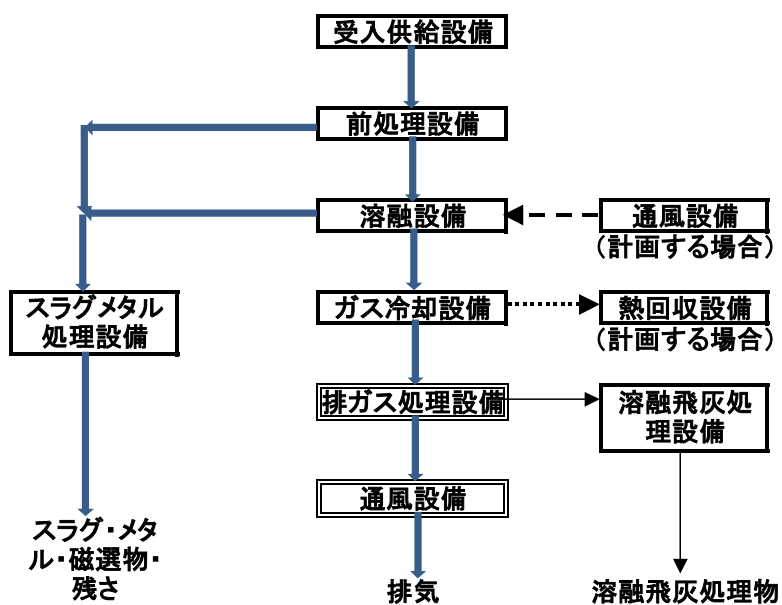 受入供給設備
前処理設備
溶融設備
通風設備
（計画する場合）
スラグメタル
処理設備
ガス冷却設備
熱回収設備
（計画する場合）
排ガス処理設備
溶融飛灰処
理設備
通風設備
スラグ・メタ
ル・磁選物・
残さ
排気
溶融飛灰処理物